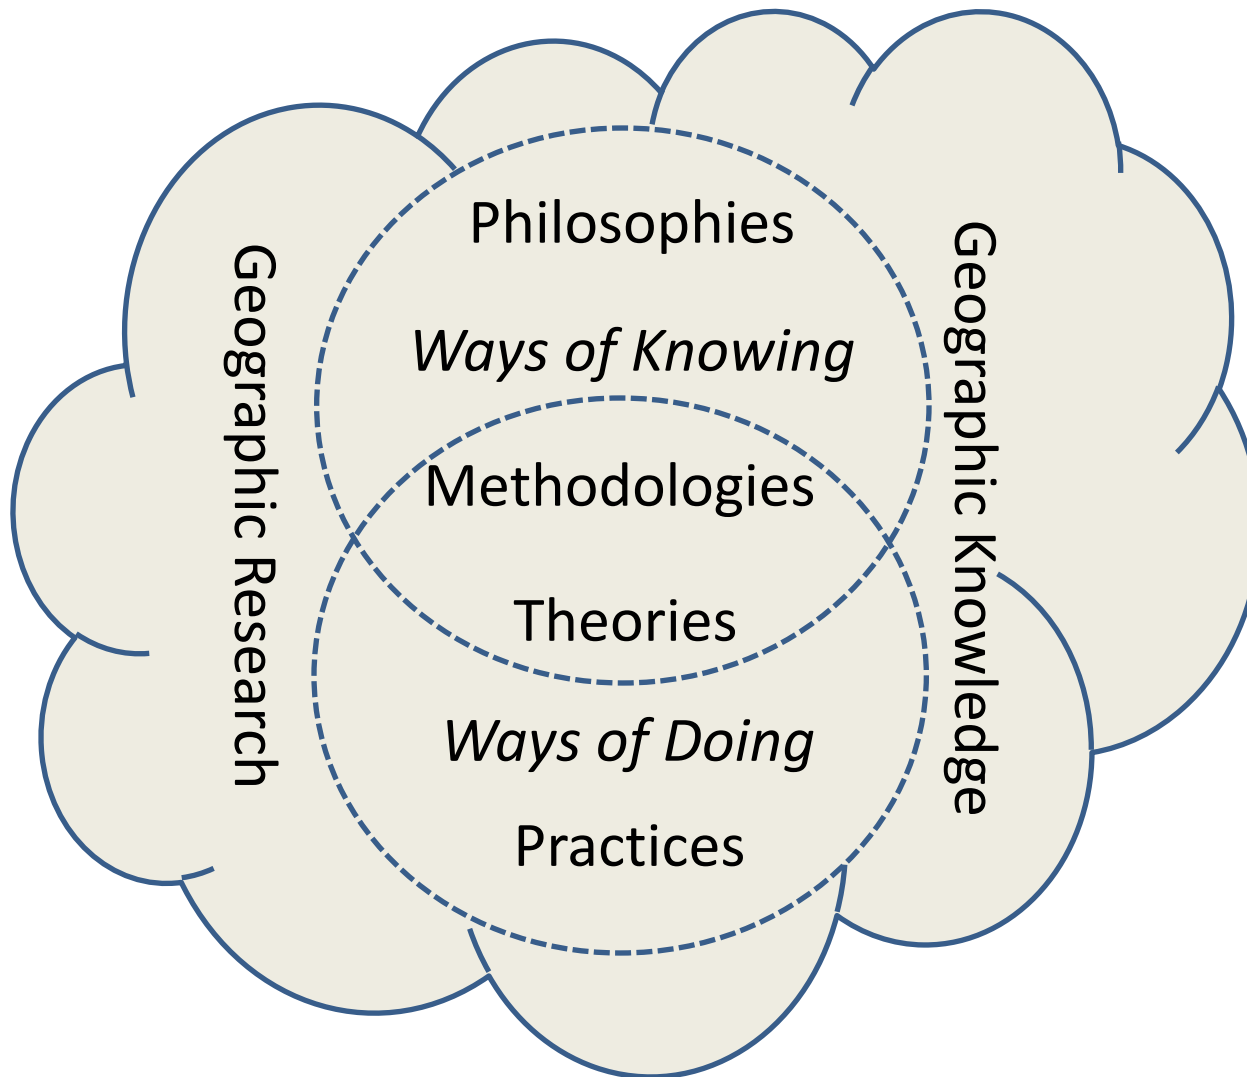 Philosophies
Ways of Knowing
Methodologies
Theories
Ways of Doing
Practices
Geographic Research
Geographic Knowledge